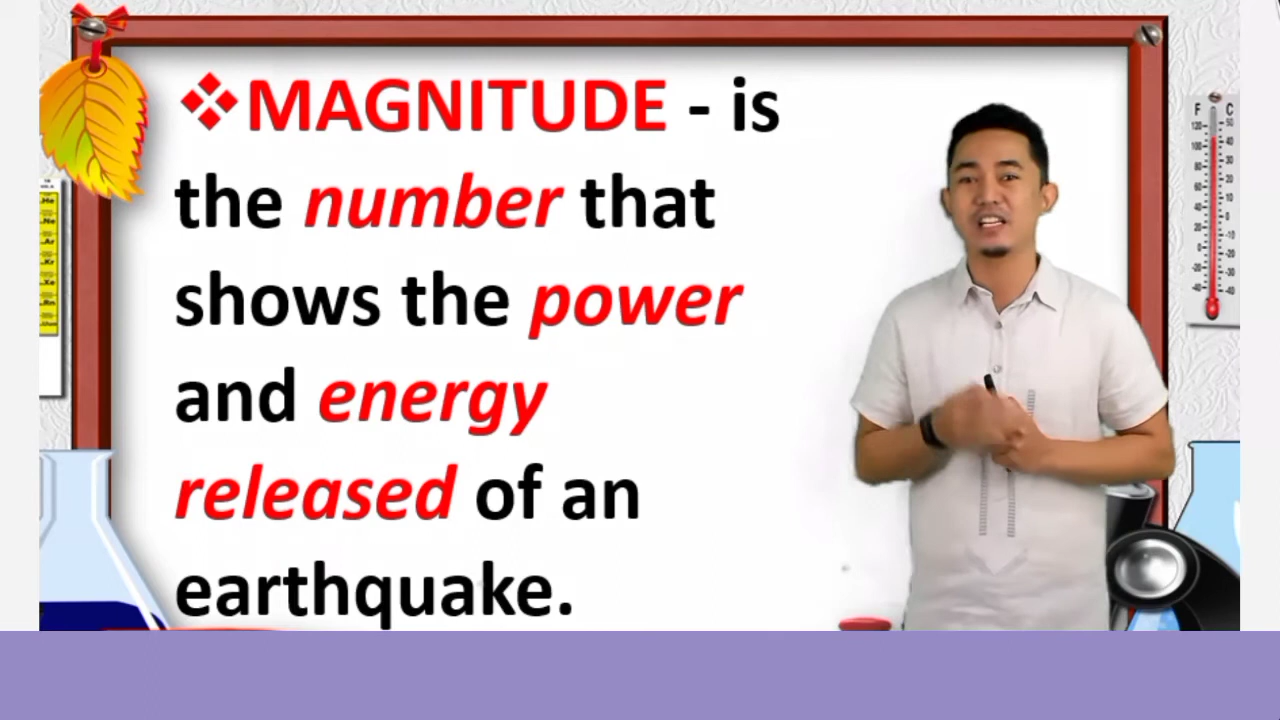 ❖MAGNITUDE - is
the number that
shows the power
and energy
released of an
earthquake.
F C